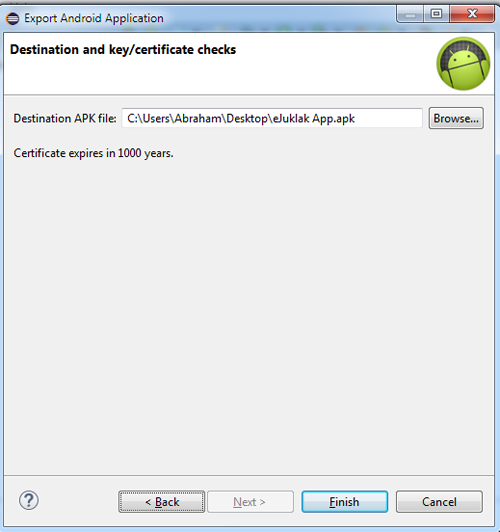 Export Android Application
Destination and key/certificate checks
Destination APK file: C:\Users\Abraham\Desktop\eJuklak App.apk Browse...
Certificate expires in 1000 years.
? < Back Next > Finish Cancel